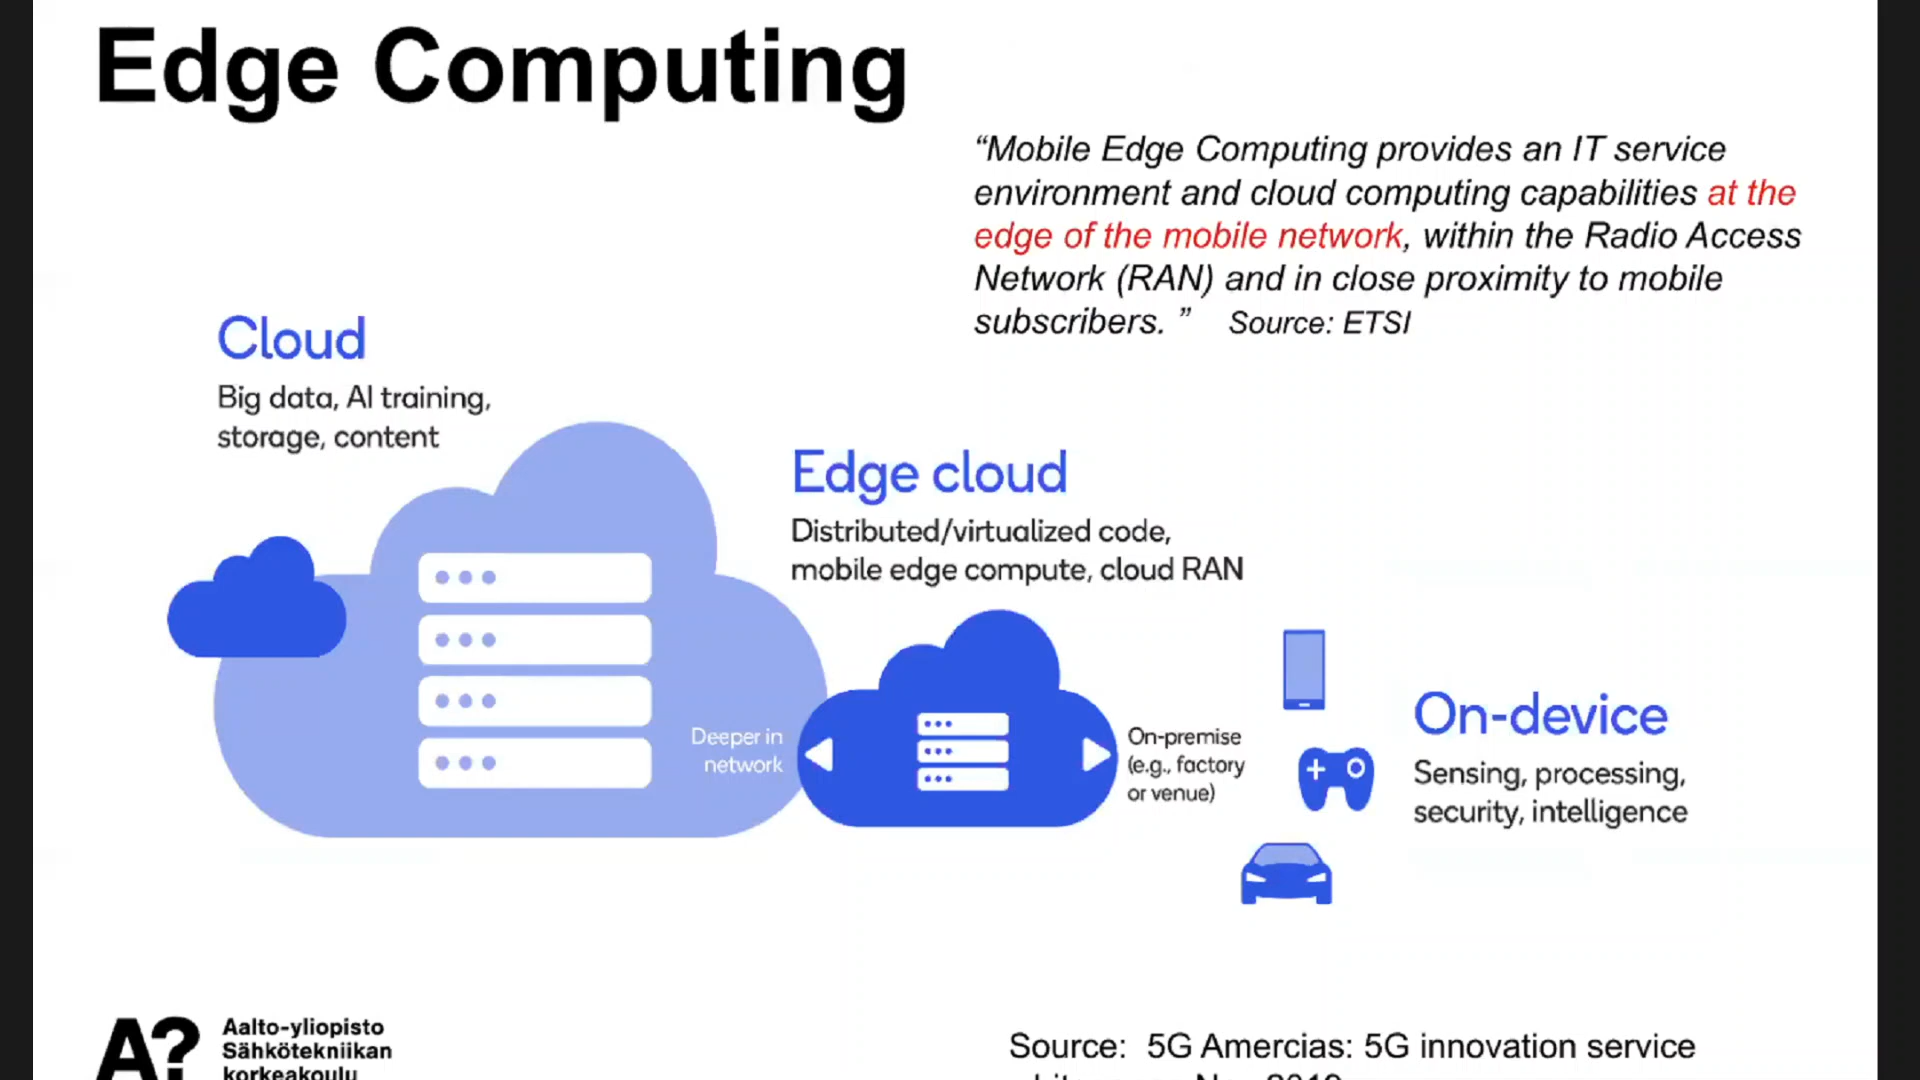 Edge Computing
“Mobile Edge Computing provides an IT service
environment and cloud computing capabilities at the
edge of the mobile network, within the Radio Access
Network (RAN) and in close proximity to mobile
subscribers. ” Source: ETSI
Cloud
Big data, AI training,
storage, content
Edge cloud
Distributed/virtualized code,
mobile edge compute, cloud RAN
Deeper in
network
On-premise
(e.g., factory
or venue)
On-device
Sensing, processing,
security, intelligence
A?
Aalto-yliopisto
Sähkötekniikan
korkeakoulu
Source: 5G Amercias: 5G innovation service